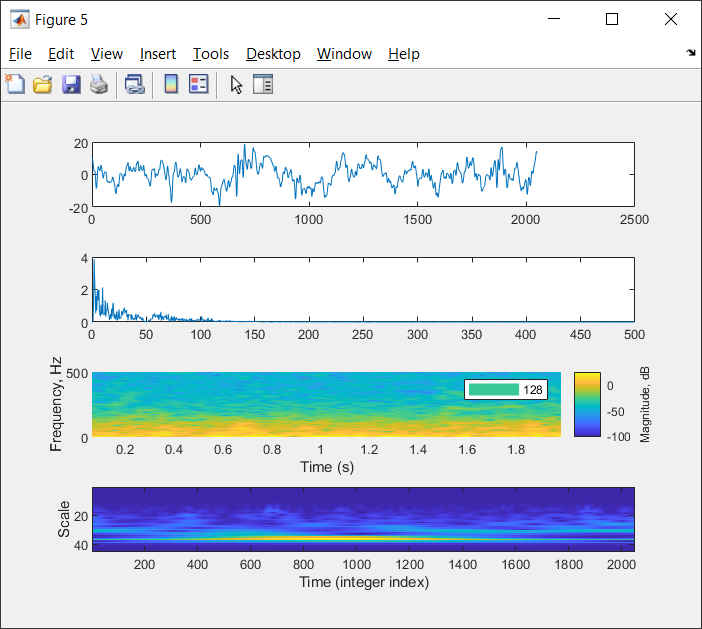 Figure 5
File Edit View Insert Tools Desktop Window Help
20
0
-20
0 500 1000 1500 2000 2500
4
2
0
0 50 100 150 200 250 300 350 400 450 500
Frequency, Hz
500
0
128
0.2 0.4 0.6 0.8 1 1.2 1.4 1.6 1.8
Time (s)
0
-50
-100
Magnitude, dB
Scale
20
40
200 400 600 800 1000 1200 1400 1600 1800 2000
Time (integer index)